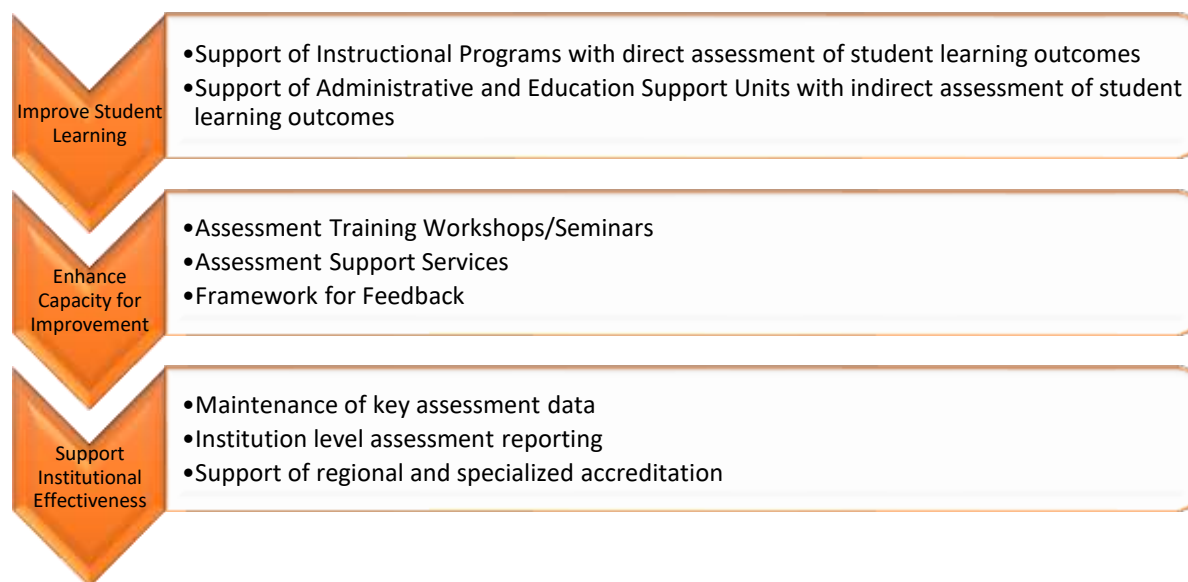 Improve Student
Learning
•Support of Instructional Programs with direct assessment of student learning outcomes
•Support of Administrative and Education Support Units with indirect assessment of student
learning outcomes
Enhance
Capacity for
Improvement
•Assessment Training Workshops/Seminars
•Assessment Support Services
•Framework for Feedback
Support
Institutional
Effectiveness
•Maintenance of key assessment data
•Institution level assessment reporting
•Support of regional and specialized accreditation